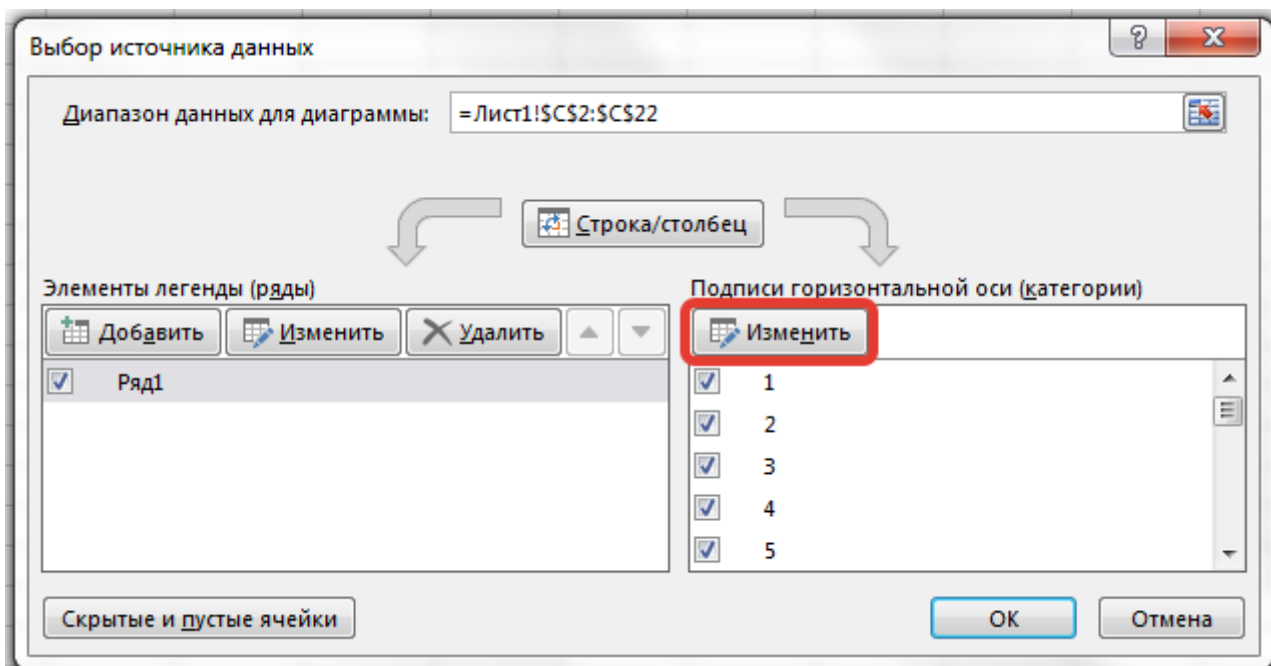 Выбор источника данных
Диапазон данных для диаграммы: =Лист1!$C$2:$C$22
Строка/столбец
Элементы легенды (ряды)
Подписи горизонтальной оси (категории)
Добавить Изменить Удалить
Изменить
Ряд1
1
2
3
4
5
Скрытые и пустые ячейки
ОК Отмена